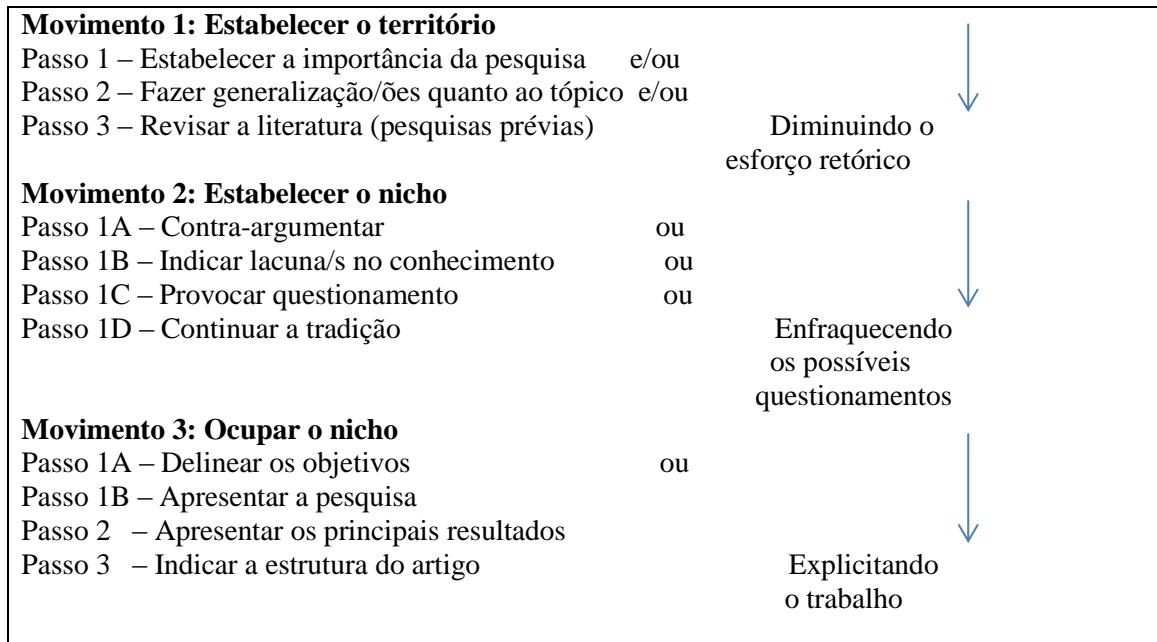 Movimento 1: Estabelecer o território
Passo 1 – Estabelecer a importância da pesquisa e/ou
Passo 2 – Fazer generalização/ões quanto ao tópico e/ou
Passo 3 – Revisar a literatura (pesquisas prévias) Diminuindo o
esforço retórico
Movimento 2: Estabelecer o nicho
Passo 1A – Contra-argumentar ou
Passo 1B – Indicar lacuna/s no conhecimento ou
Passo 1C – Provocar questionamento ou
Passo 1D – Continuar a tradição Enfraquecendo
os possíveis
questionamentos
Movimento 3: Ocupar o nicho
Passo 1A – Delinear os objetivos ou
Passo 1B – Apresentar a pesquisa
Passo 2 – Apresentar os principais resultados
Passo 3 – Indicar a estrutura do artigo Explicitando
o trabalho